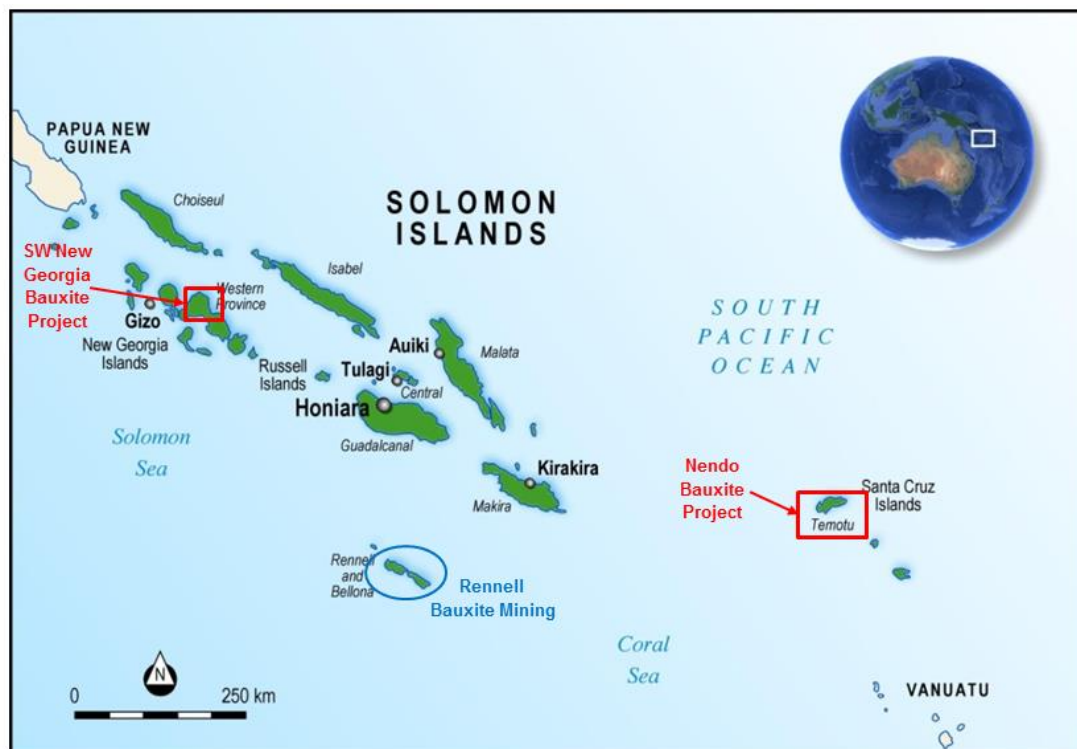 PAPUA NEW
GUINEA
Choiseul
SOLOMON
ISLANDS
SW New
Georgia
Bauxite
Project
Western
Province
Isabel
Gizo
New Georgia
Islands
Russell
Islands
Auiki
Malata
Tulagi
Central
Honiara
Guadalcanal
SOUTH
PACIFIC
OCEAN
Solomon
Sea
Kirakira
Makira
Nendo
Bauxite
Project
Santa Cruz
Islands
Temotu
Rennell
and
Bellona
Rennell
Bauxite Mining
Coral
Sea
VANUATU
N
0 250 km